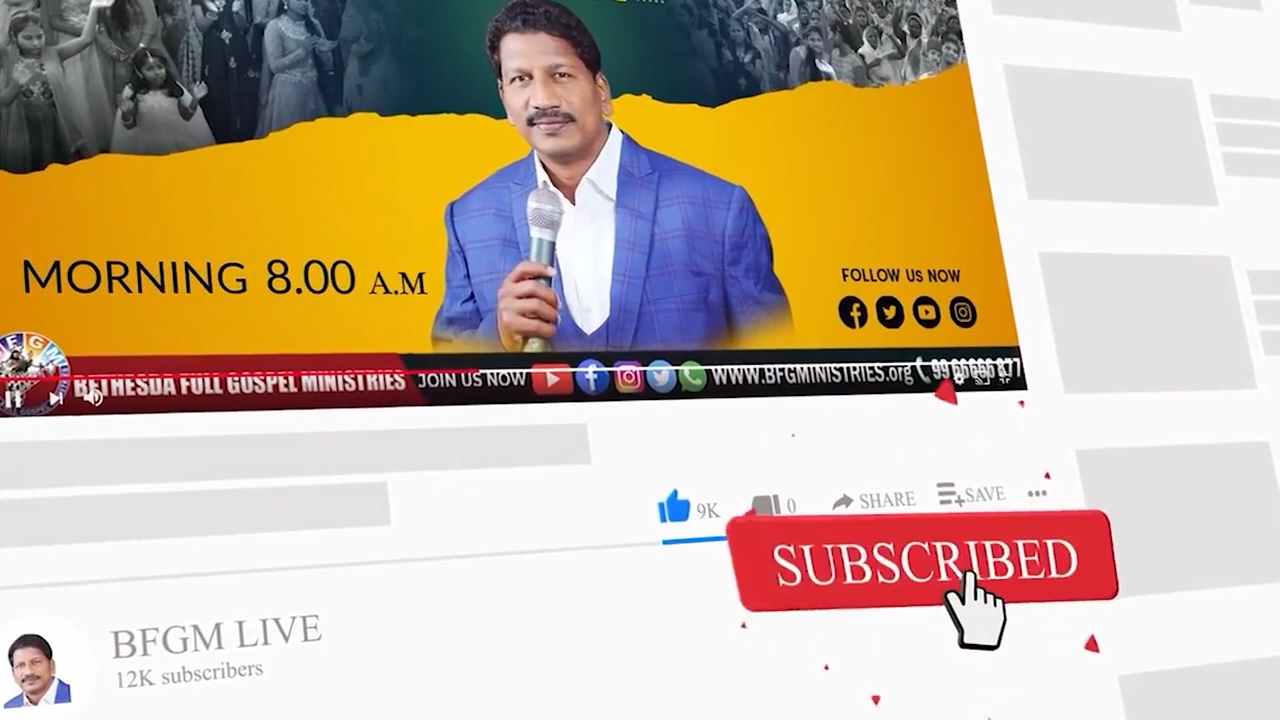 MORNING 8.00 A.M
FOLLOW US NOW
BETHESDA FULL GOSPEL MINISTRIES JOIN US NOW WWW.BFGMINISTRIES.org
9K 0 SHARE SAVE
SUBSCRIBED
BFGM LIVE
12K subscribers